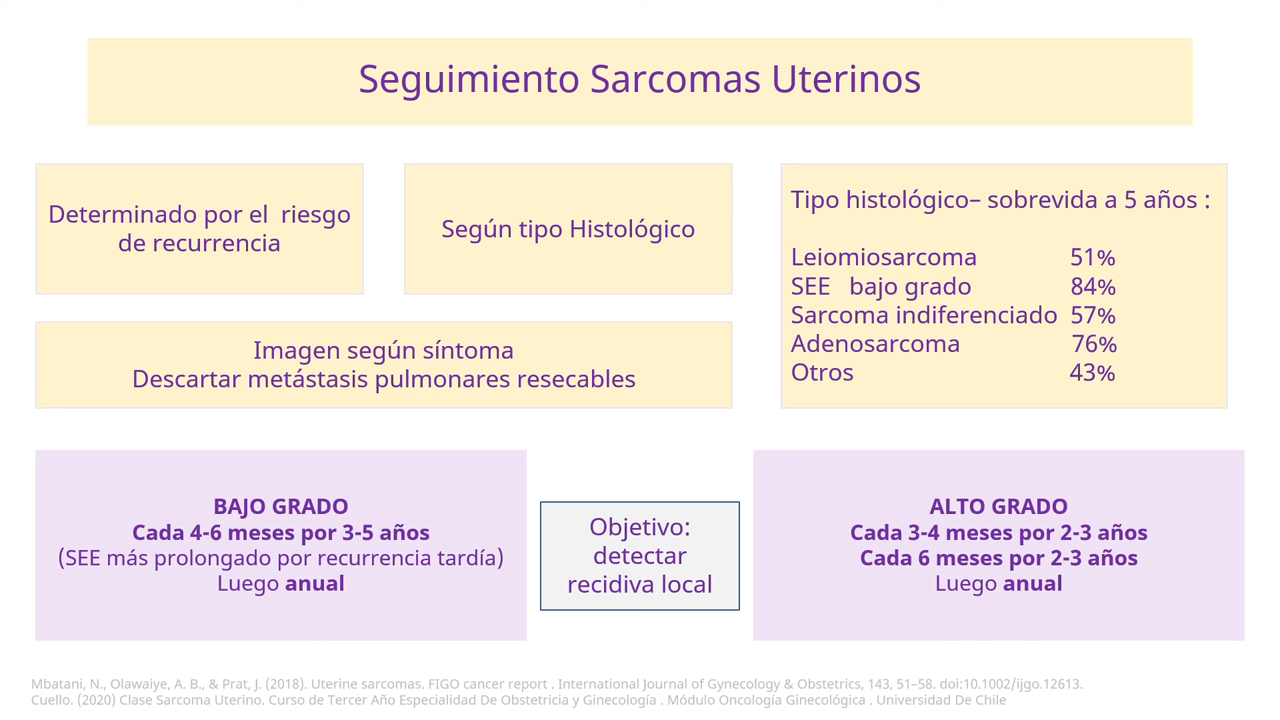 Seguimiento Sarcomas Uterinos
Determinado por el riesgo
de recurrencia
Según tipo Histológico
Imagen según síntoma
Descartar metástasis pulmonares resecables
Tipo histológico– sobrevida a 5 años :
Leiomiosarcoma 51%
SEE bajo grado 84%
Sarcoma indiferenciado 57%
Adenosarcoma 76%
Otros 43%
BAJO GRADO
Cada 4-6 meses por 3-5 años
(SEE más prolongado por recurrencia tardía)
Luego anual
Objetivo:
detectar
recidiva local
ALTO GRADO
Cada 3-4 meses por 2-3 años
Cada 6 meses por 2-3 años
Luego anual
Mbatani, N., Olawaiye, A. B., & Prat, J. (2018). Uterine sarcomas. FIGO cancer report . International Journal of Gynecology & Obstetrics, 143, 51–58. doi:10.1002/ijgo.12613.
Cuello. (2020) Clase Sarcoma Uterino. Curso de Tercer Año Especialidad De Obstetricia y Ginecología . Módulo Oncología Ginecológica . Universidad De Chile